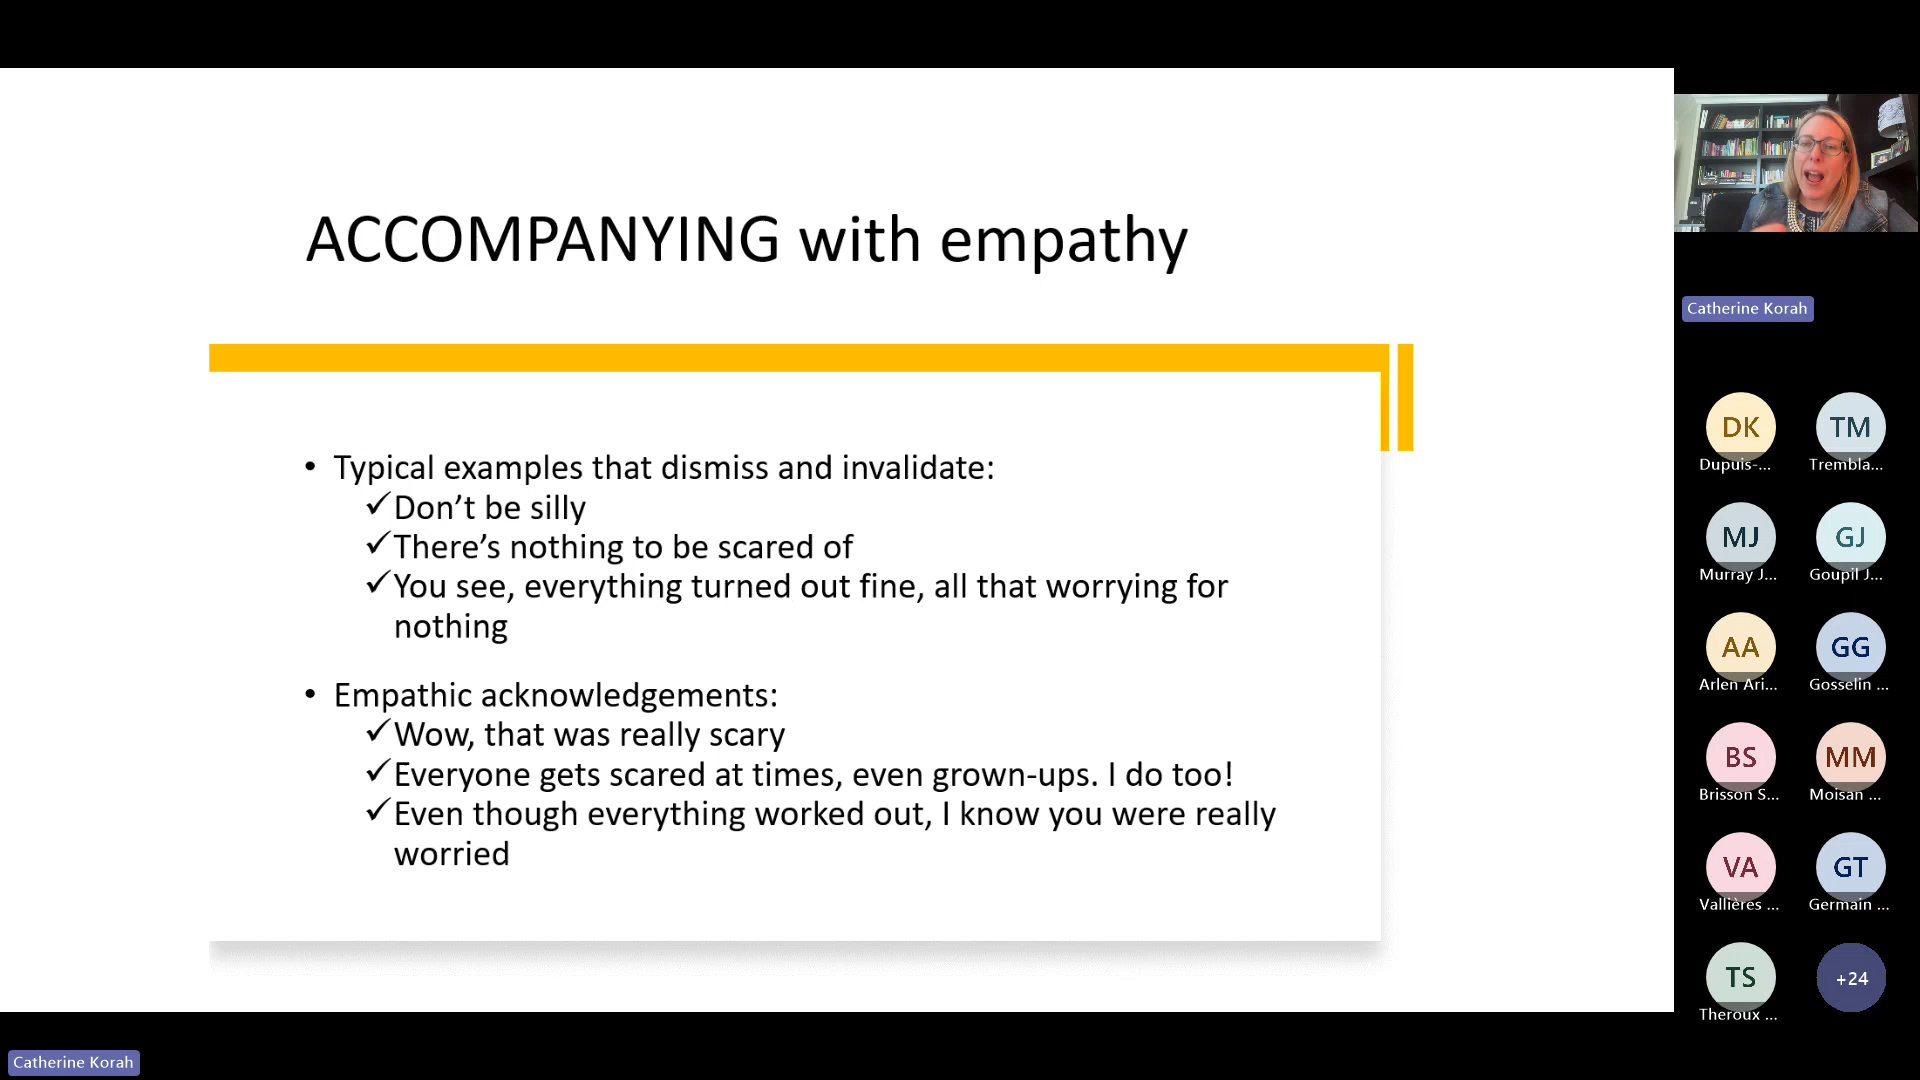 ACCOMPANYING with empathy
• Typical examples that dismiss and invalidate:
✓Don’t be silly
✓There’s nothing to be scared of
✓You see, everything turned out fine, all that worrying for
nothing
• Empathic acknowledgements:
✓Wow, that was really scary
✓Everyone gets scared at times, even grown-ups. I do too!
✓Even though everything worked out, I know you were really
worried
Catherine Korah
DK TM
Dupuis-... Trembla...
MJ GJ
Murray J... Goupil J...
AA GG
Arlen Ari... Gosselin ...
BS MM
Brisson S... Moisan ...
VA GT
Vallières ... Germain ...
TS +24
Theroux ...
Catherine Korah